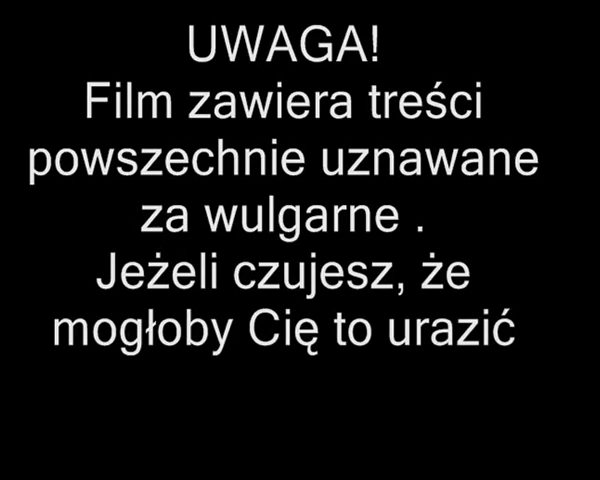 UWAGA!
Film zawiera treści
powszechnie uznawane
za wulgarne .
Jeżeli czujesz, że
mogłoby Cię to urazić